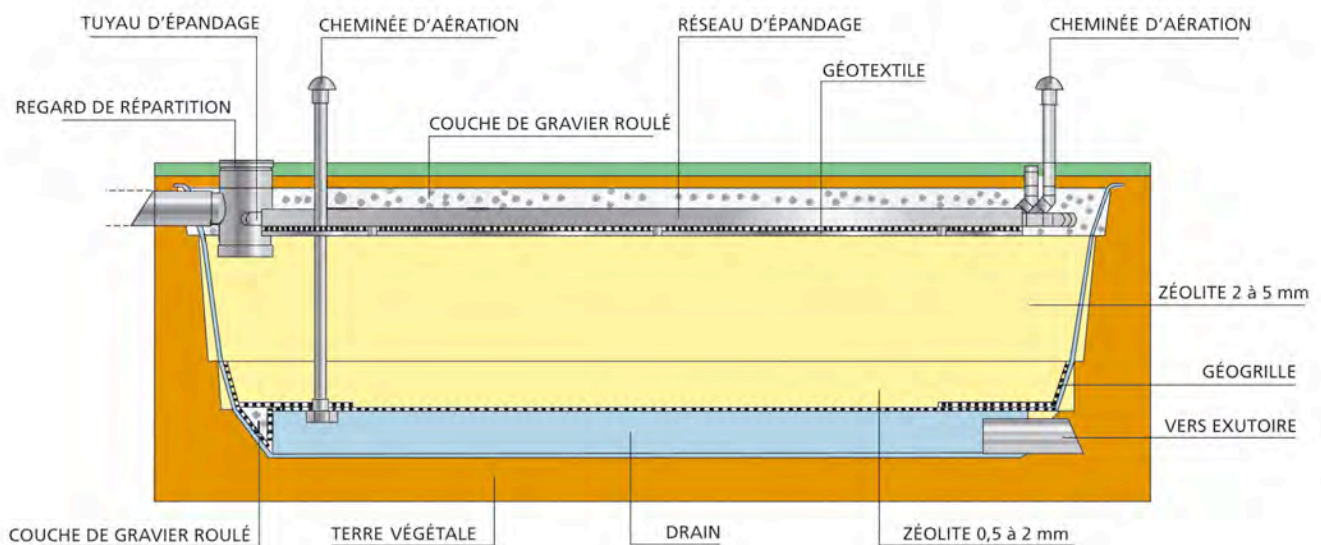 TUYAU D'ÉPANDAGE
CHEMINÉE D'AÉRATION
RÉSEAU D'ÉPANDAGE
CHEMINÉE D'AÉRATION
GÉOTEXTILE
REGARD DE RÉPARTITION
COUCHE DE GRAVIER ROULÉ
ZÉOLITE 2 à 5 mm
GÉOGRILLE
VERS EXUTOIRE
COUCHE DE GRAVIER ROULÉ
TERRE VÉGÉTALE
DRAIN
ZÉOLITE 0,5 à 2 mm